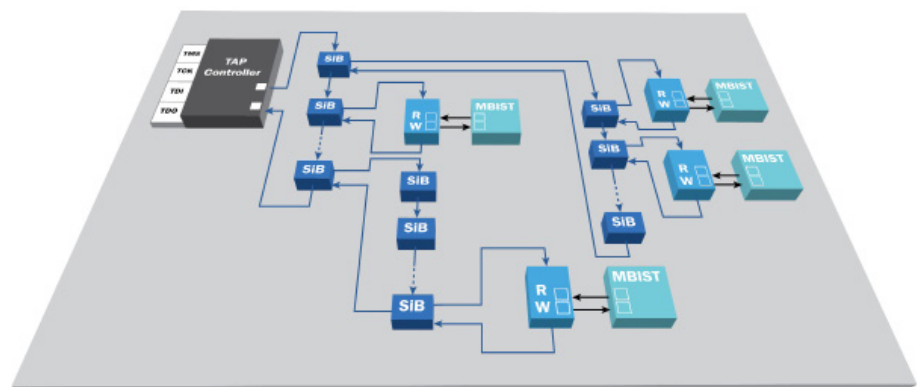 TMS
TCK
TDI
TDO
TAP
Controller
SiB
SiB
SiB
SiB
SiB
SiB
R
W
MBIST
SiB
SiB
SiB
R
W
MBIST
R
W
MBIST
R
W
MBIST